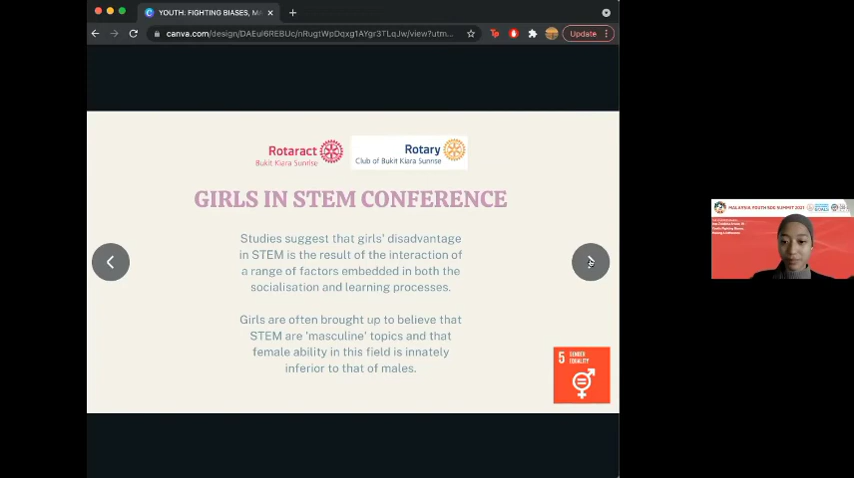 YOUTH. FIGHTING BIASES, MA
Update
canva.com/design/DAEul6REBUc/nRugtWpDqxg1AYgr3TLqJw/view?utm...
Rotaract
Bukit Kiara Sunrise
Rotary
Club of Bukit Kiara Sunrise
GIRLS IN STEM CONFERENCE
Studies suggest that girls' disadvantage
in STEM is the result of the interaction of
a range of factors embedded in both the
socialisation and learning processes.
Girls are often brought up to believe that
STEM are 'masculine' topics and that
female ability in this field is innately
inferior to that of males.
5 GENDER
EQUALITY
MALAYSIA YOUTH SDG SUMMIT 2021